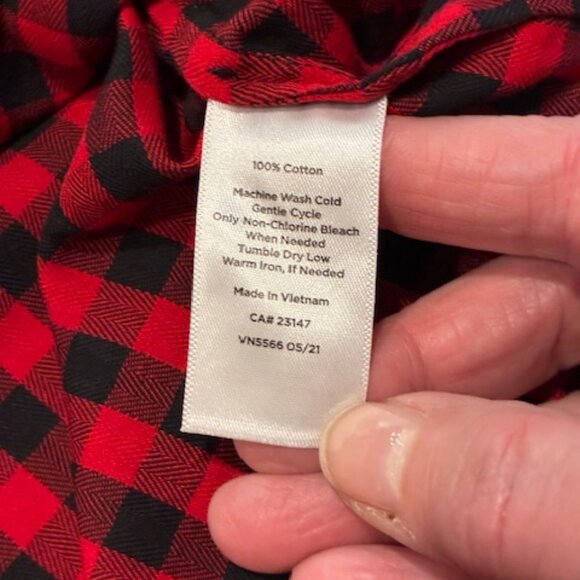 100% Cotton
Machine Wash Cold
Gentle Cycle
Only Non-Chlorine Bleach
When Needed
Tumble Dry Low
Warm Iron, If Needed
Made In Vietnam
CA# 23147
VN5566 05/21